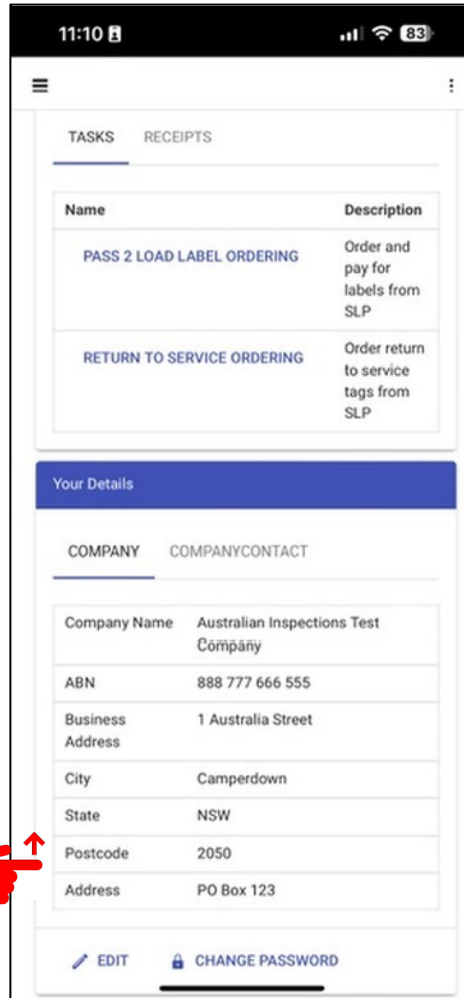 11:10 83
TASKS RECEIPTS
Name Description
PASS 2 LOAD LABEL ORDERING Order and
pay for
labels from
SLP
RETURN TO SERVICE ORDERING Order return
to service
tags from
SLP
Your Details
COMPANY COMPANYCONTACT
Company Name Australian Inspections Test
Company
ABN 888 777 666 555
Business 1 Australia Street
Address
City Camperdown
State NSW
Postcode 2050
Address PO Box 123
EDIT CHANGE PASSWORD